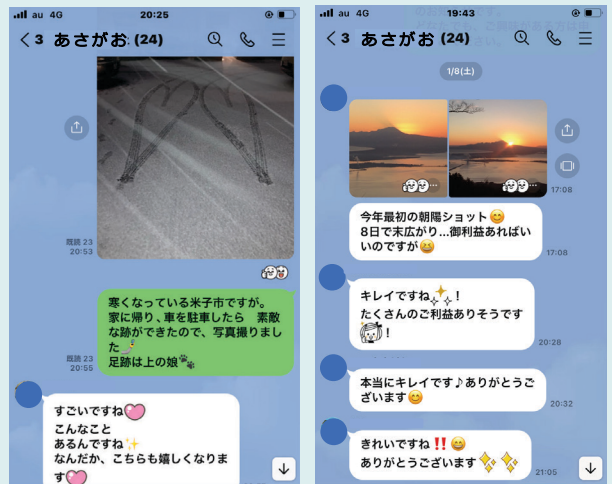 au 4G
20:25
3 あさがお (24)
既読 23
20:53
寒くなっている米子市ですが。
家に帰り、車を駐車したら 素敵
な跡ができたので、写真撮りまし
た
足跡は上の娘
既読 23
20:55
すごいですね
こんなこと
あるんですね
なんだか、こちらも嬉しくなりま
す
au 4G
19:43
3 あさがお (24)
1/8(土)
17:08
今年最初の朝陽ショット
8日で末広がり...御利益あればい
いのですが
17:08
キレイですね !
たくさんのご利益ありそうです
!
20:28
本当にキレイです♪ありがとうご
ざいます
20:32
きれいですね‼️
ありがとうございます
21:05